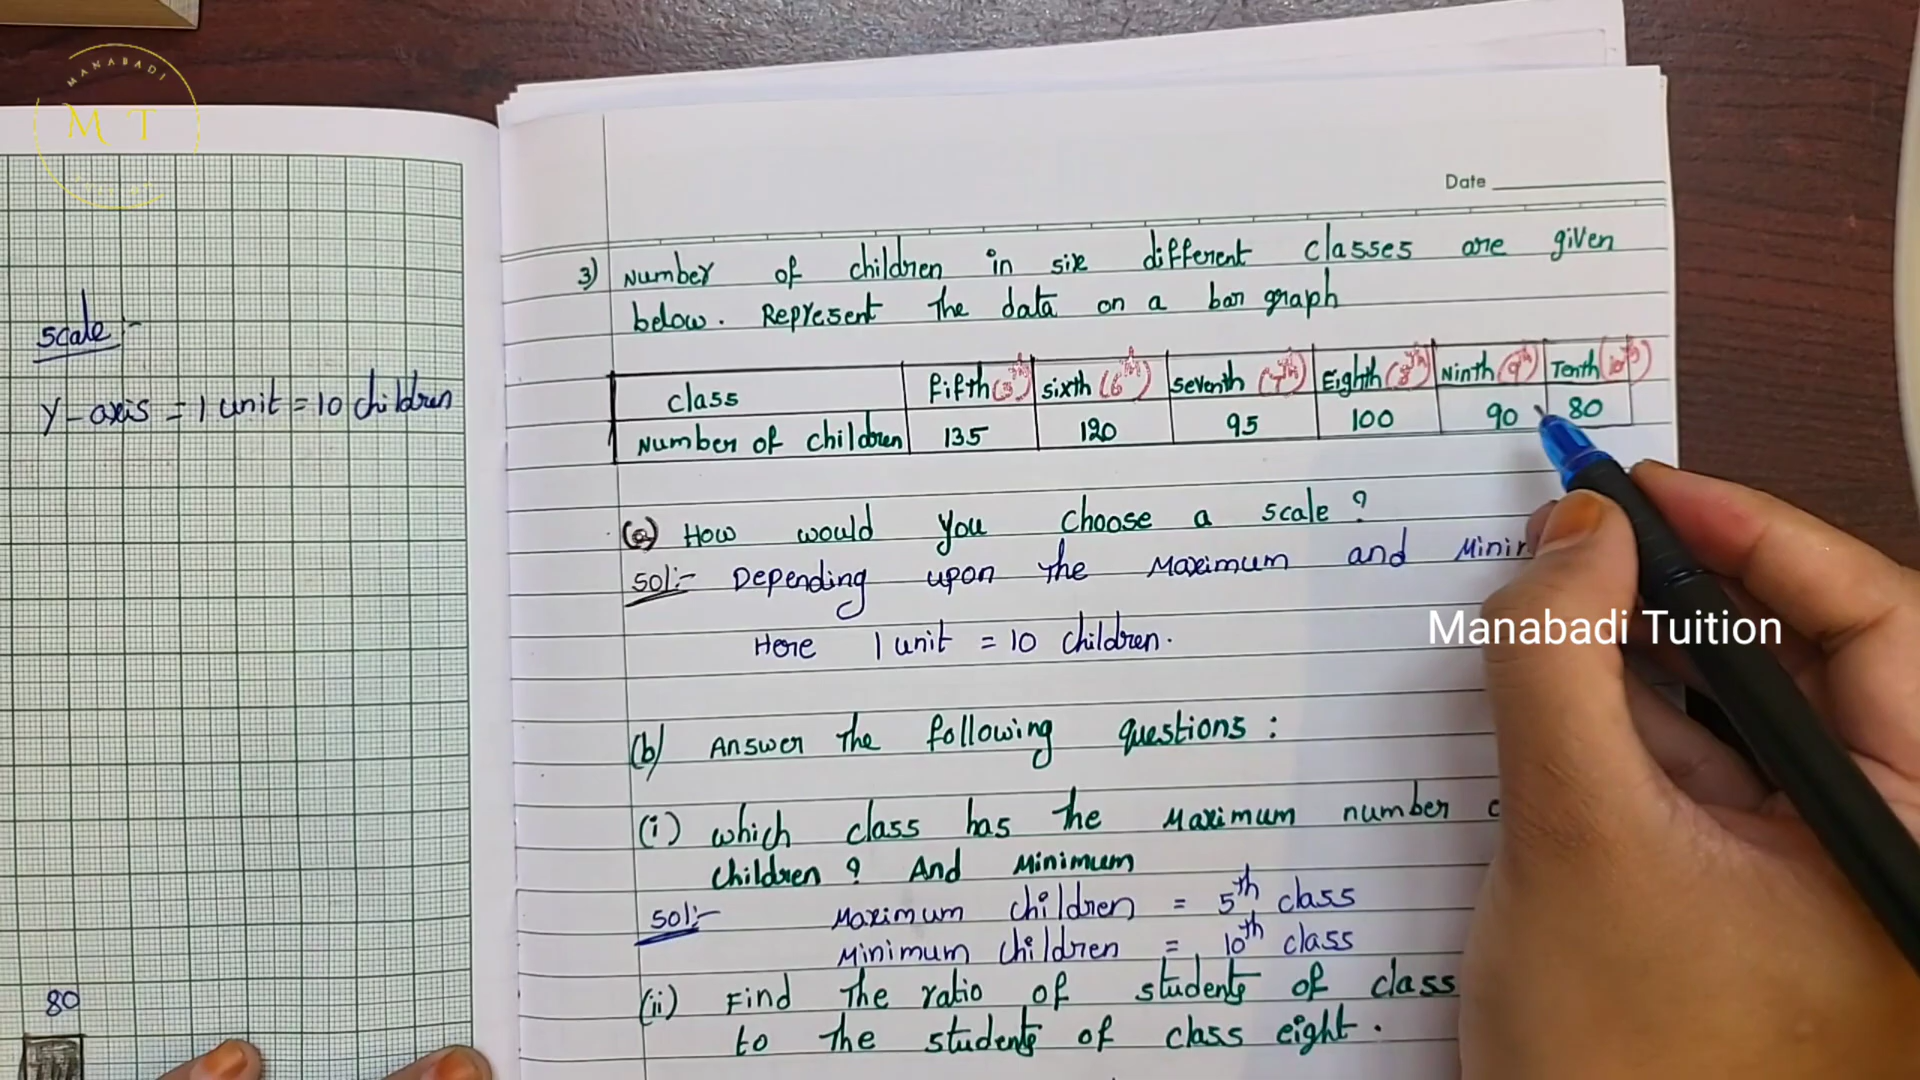 MANABADI
M T
Scale :-
Y-axis = 1 unit = 10 children
80
Date
3) Number of children in six different classes are given
below. Represent the data on a bar graph
class Fifth (5th) sixth (6th) seventh (7th) Eighth (8th) Ninth (9th) Tenth (10th)
Number of children 135 120 95 100 90 80
(a) How would you choose a scale ?
Sol:- Depending upon the Maximum and
Here 1 unit = 10 children.
Manabadi Tuition
(b) Answer the following questions :
(i) which class has the Maximum number
children ? And Minimum
Sol:- Maximum children = 5th class
Minimum children = 10th class
(ii) Find the ratio of students of class
to the students of class eight.